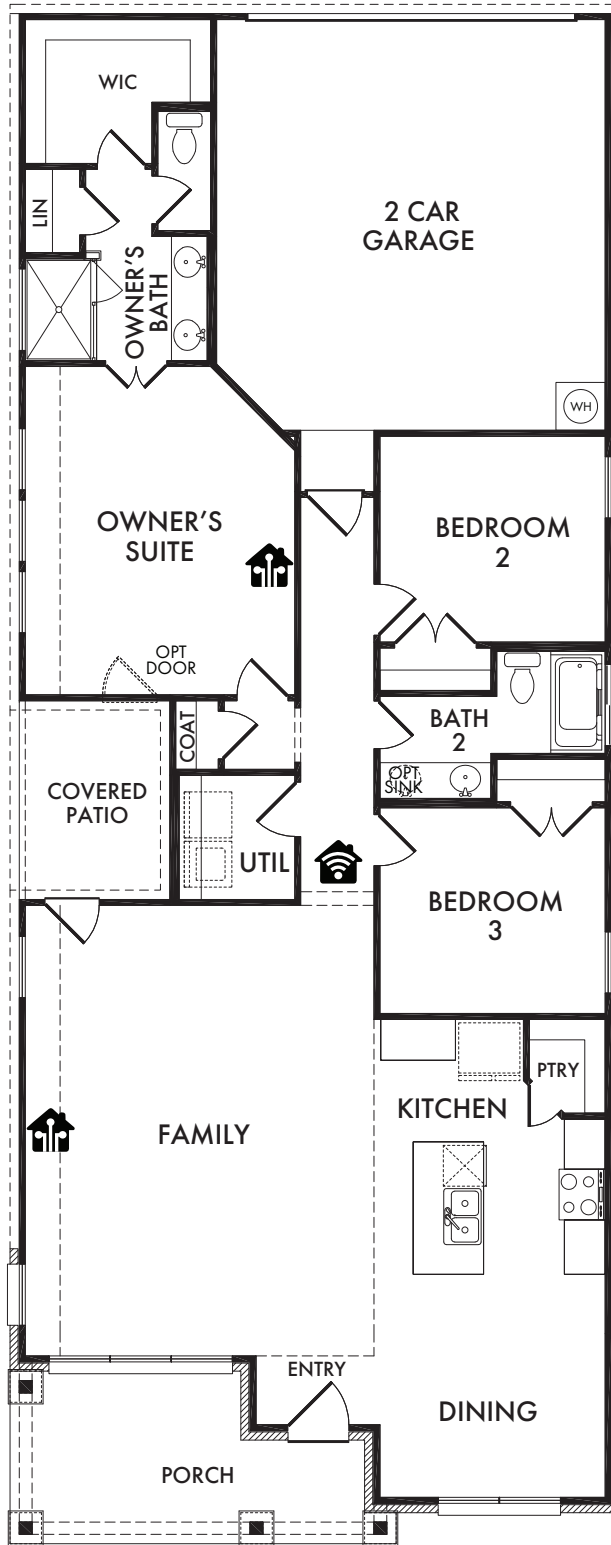 WIC
LIN
2 CAR
GARAGE
OWNER'S
BATH
WH
OWNER'S
SUITE
BEDROOM
2
OPT
DOOR
COAT
BATH
2
OPT
SINK
COVERED
PATIO
UTIL
BEDROOM
3
PTRY
KITCHEN
FAMILY
ENTRY
DINING
PORCH